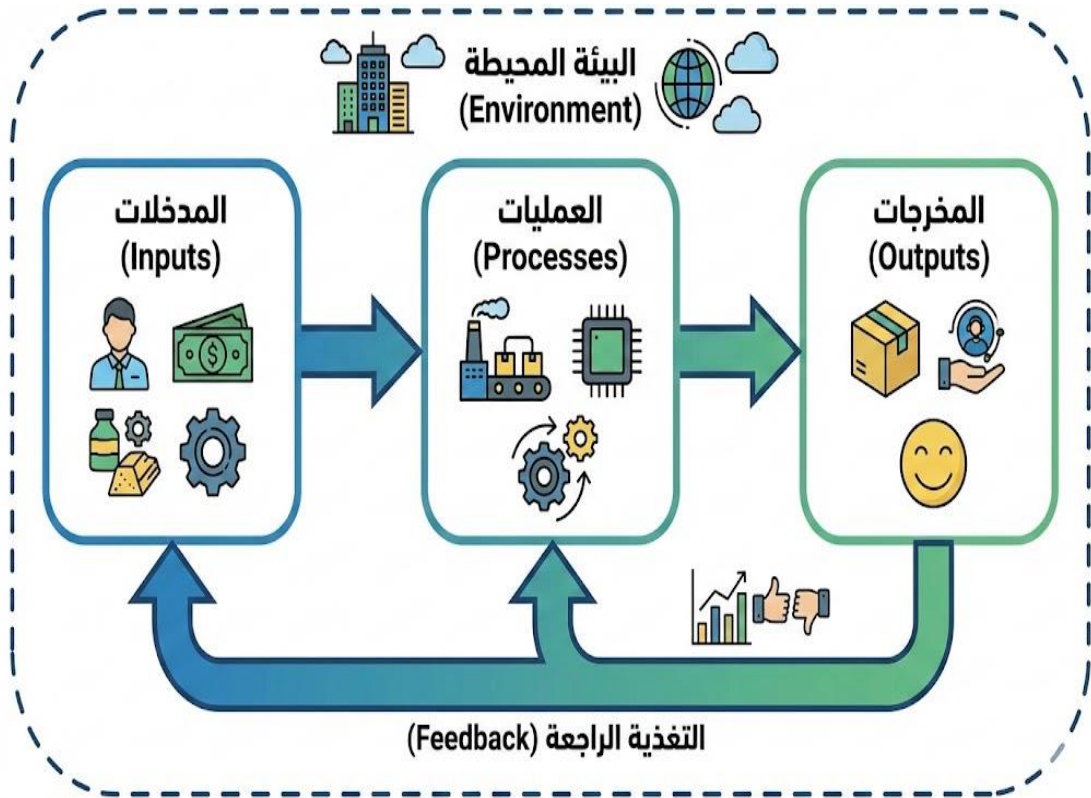 البيئة المحيطة
(Environment)
المدخلات
(Inputs)
العمليات
(Processes)
المخرجات
(Outputs)
$
التغذية الراجعة (Feedback)